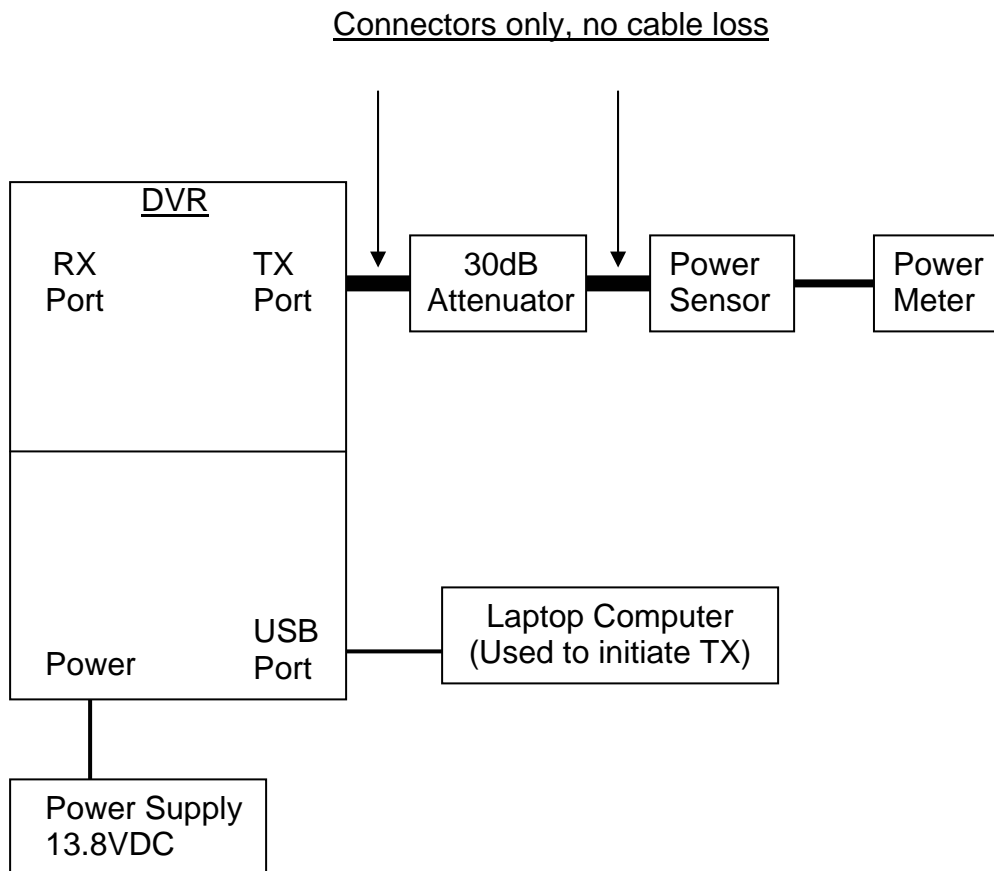 Connectors only, no cable loss
DVR
RX
Port
TX
Port
30dB
Attenuator
Power
Sensor
Power
Meter
Power
USB
Port
Laptop Computer
(Used to initiate TX)
Power Supply
13.8VDC